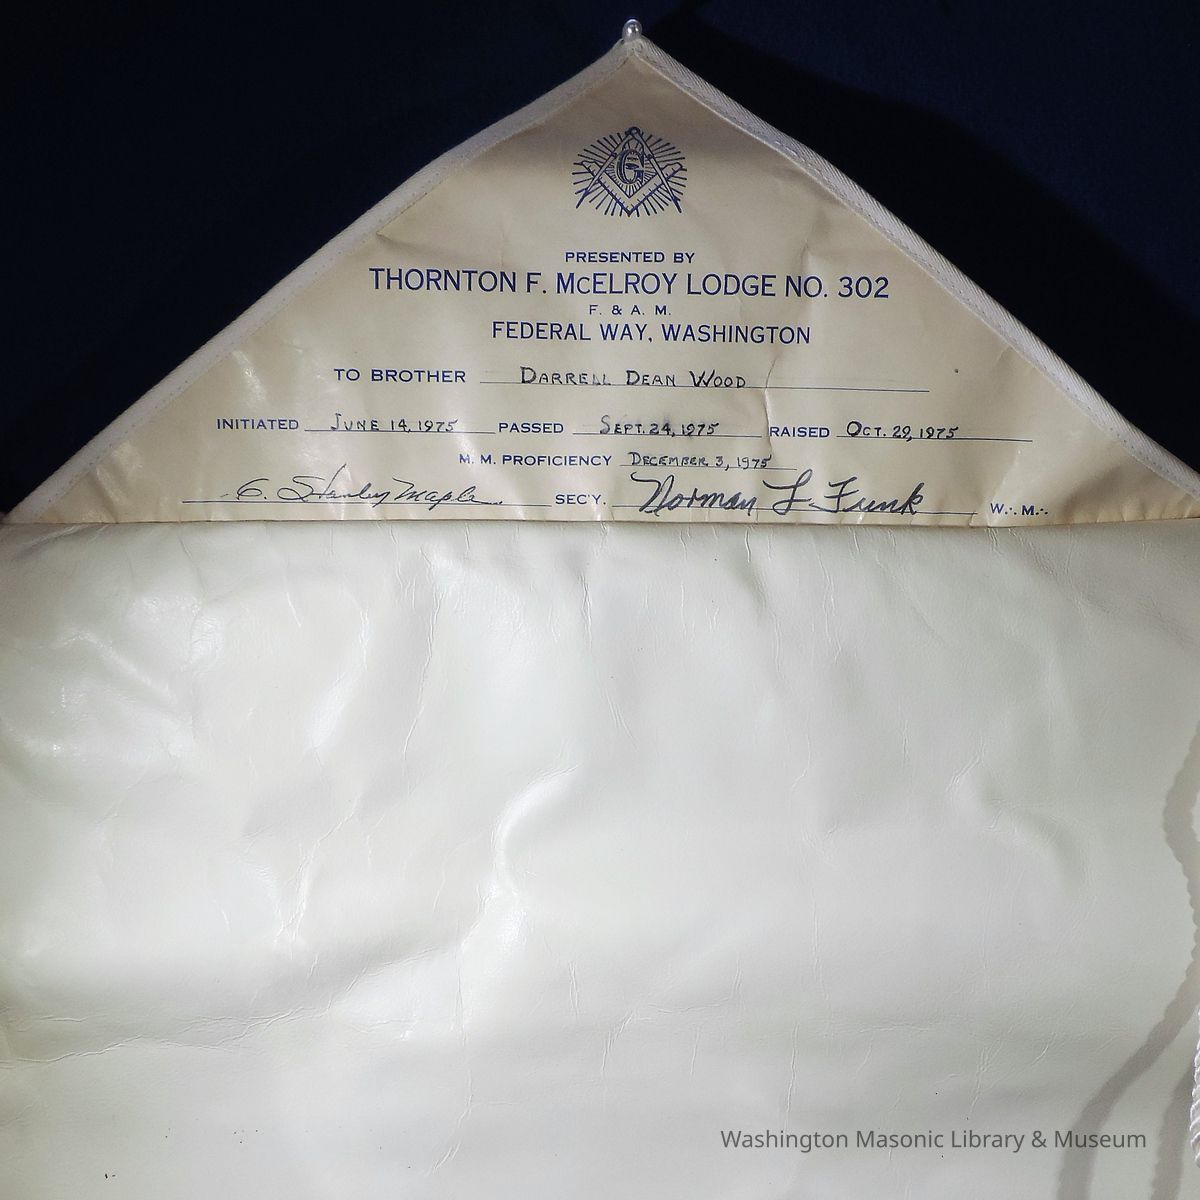 G
PRESENTED BY
THORNTON F. McELROY LODGE NO. 302
F. & A. M.
FEDERAL WAY, WASHINGTON
TO BROTHER DARRELL DEAN WOOD
INITIATED JUNE 14, 1975 PASSED SEPT. 24, 1975 RAISED OCT. 29, 1975
M. M. PROFICIENCY DECEMBER 3, 1975
C. Stanley Maple SEC'Y. Norman L Funk W∴ M∴
Washington Masonic Library & Museum